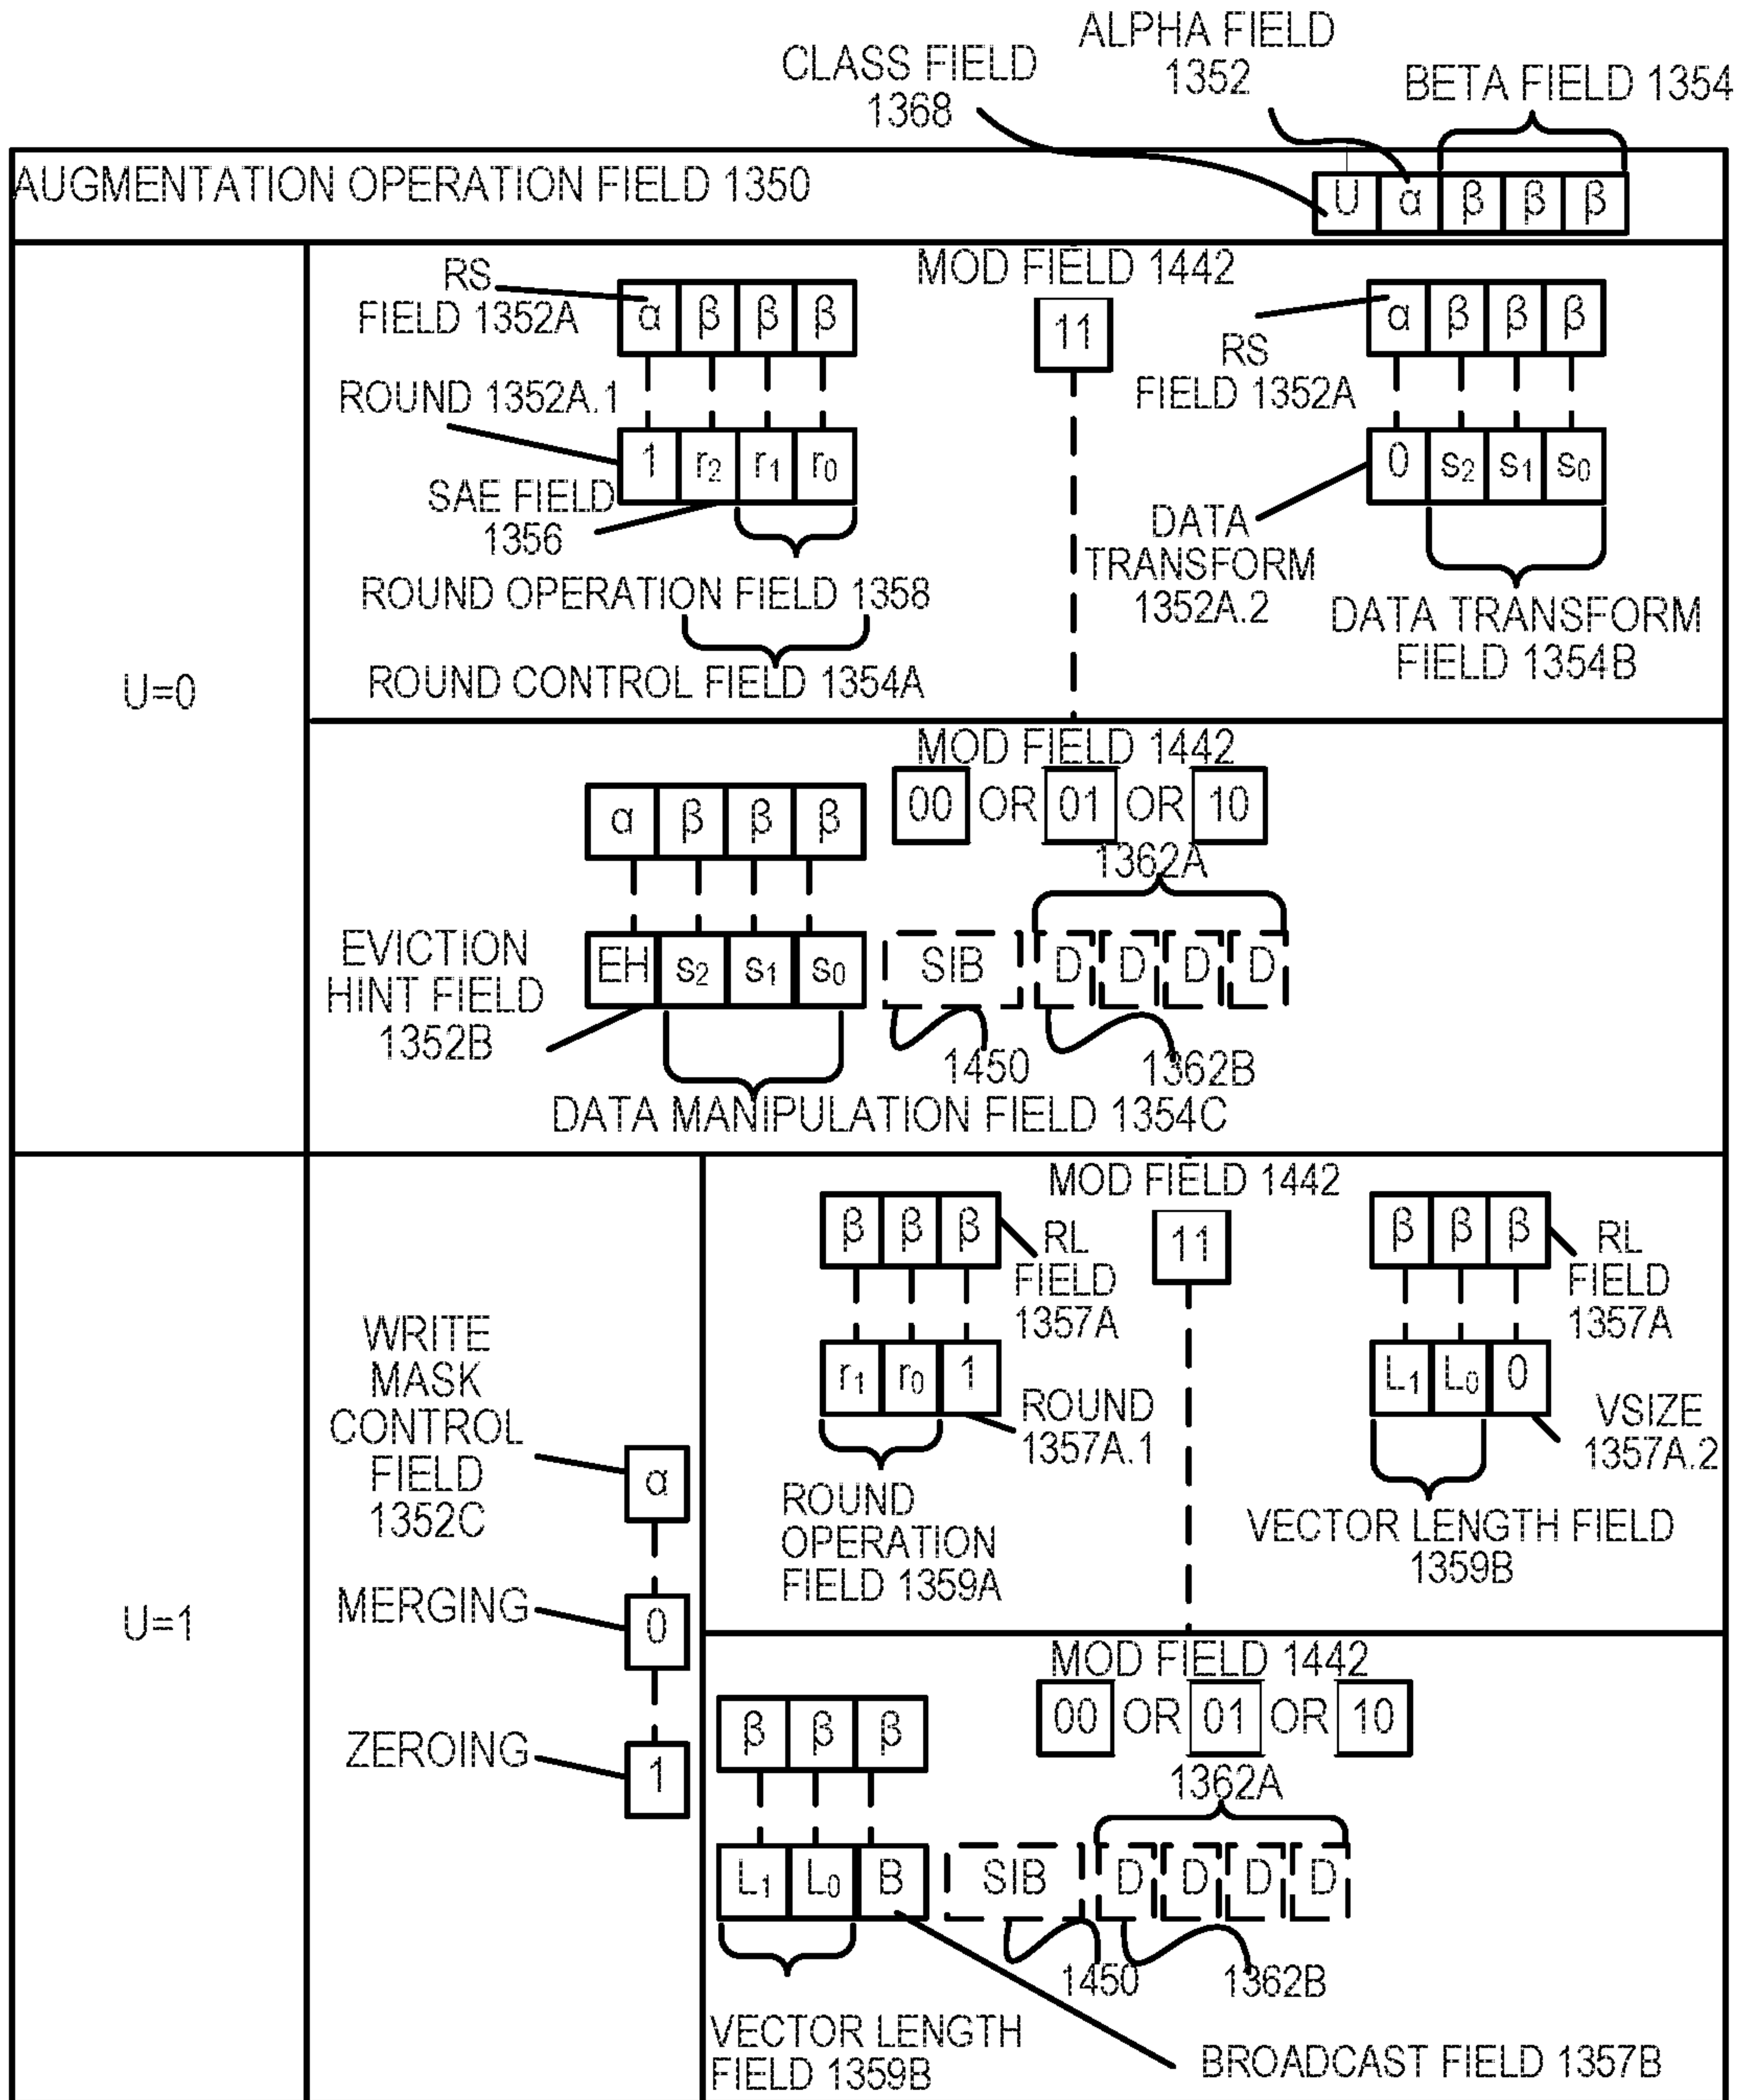 CLASS FIELD
1368
ALPHA FIELD
1352
BETA FIELD 1354
AUGMENTATION OPERATION FIELD 1350
U α β β β
U=0
MOD FIELD 1442
11
RS
FIELD 1352A
α β β β
ROUND 1352A.1
1 r2 r1 r0
SAE FIELD
1356
ROUND OPERATION FIELD 1358
ROUND CONTROL FIELD 1354A
α β β β
RS
FIELD 1352A
0 s2 s1 s0
DATA
TRANSFORM
1352A.2
DATA TRANSFORM
FIELD 1354B
MOD FIELD 1442
00 OR 01 OR 10
α β β β
1362A
EVICTION
HINT FIELD
1352B
EH s2 s1 s0 SIB D D D D
1450
1362B
DATA MANIPULATION FIELD 1354C
U=1
WRITE
MASK
CONTROL
FIELD
1352C
α
MERGING
0
ZEROING
1
MOD FIELD 1442
11
β β β
RL
FIELD
1357A
r1 r0 1
ROUND
1357A.1
ROUND
OPERATION
FIELD 1359A
β β β
RL
FIELD
1357A
L1 L0 0
VSIZE
1357A.2
VECTOR LENGTH FIELD
1359B
MOD FIELD 1442
00 OR 01 OR 10
β β β
1362A
L1 L0 B SIB D D D D
1450
1362B
VECTOR LENGTH
FIELD 1359B
BROADCAST FIELD 1357B